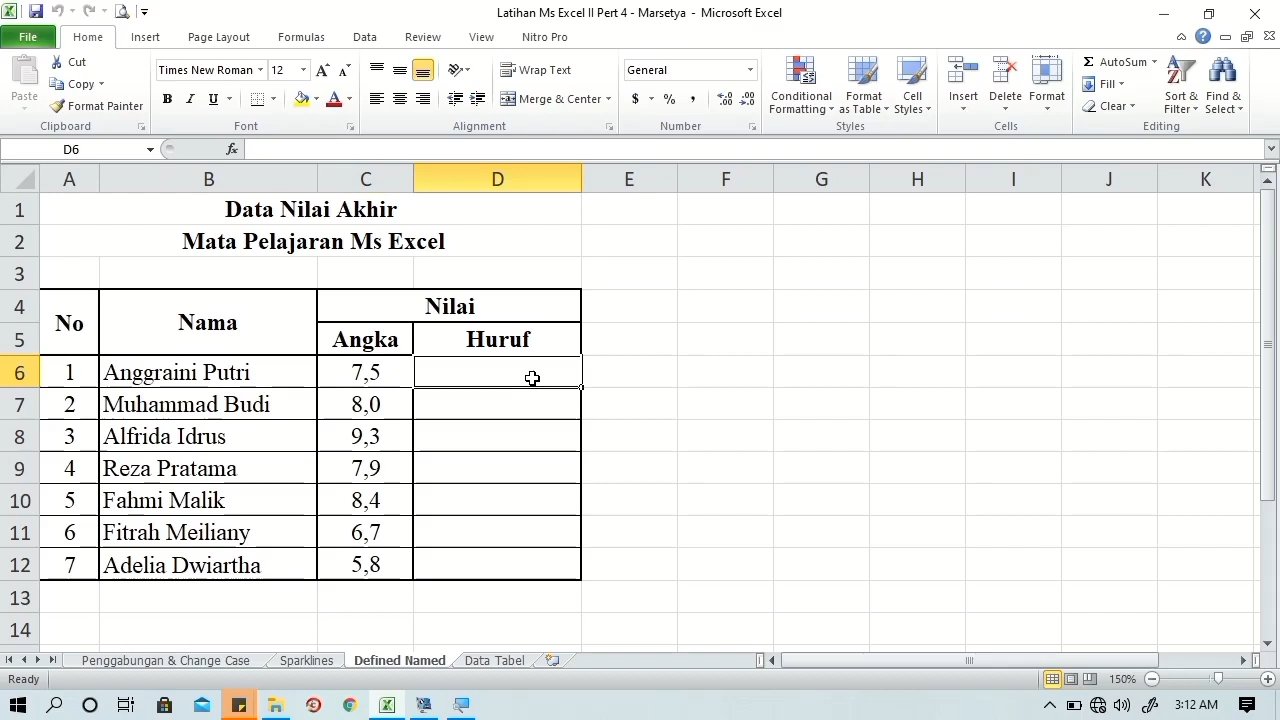 Latihan Ms Excel II Pert 4 - Marsetya - Microsoft Excel
File Home Insert Page Layout Formulas Data Review View Nitro Pro
Paste
Cut
Copy
Format Painter
Clipboard
Times New Roman 12
B I U
Font
Wrap Text
Merge & Center
Alignment
General
$ % ,
Number
Conditional Formatting
Format as Table
Cell Styles
Styles
Insert
Delete
Format
Cells
AutoSum
Fill
Clear
Sort & Filter
Find & Select
Editing
D6 fx
A B C D E F G H I J K
1 Data Nilai Akhir
2 Mata Pelajaran Ms Excel
3
4 No Nama Nilai
5 Angka Huruf
6 1 Anggraini Putri 7,5
7 2 Muhammad Budi 8,0
8 3 Alfrida Idrus 9,3
9 4 Reza Pratama 7,9
10 5 Fahmi Malik 8,4
11 6 Fitrah Meiliany 6,7
12 7 Adelia Dwiartha 5,8
13
14
Penggabungan & Change Case Sparklines Defined Named Data Tabel
Ready 150%
3:12 AM